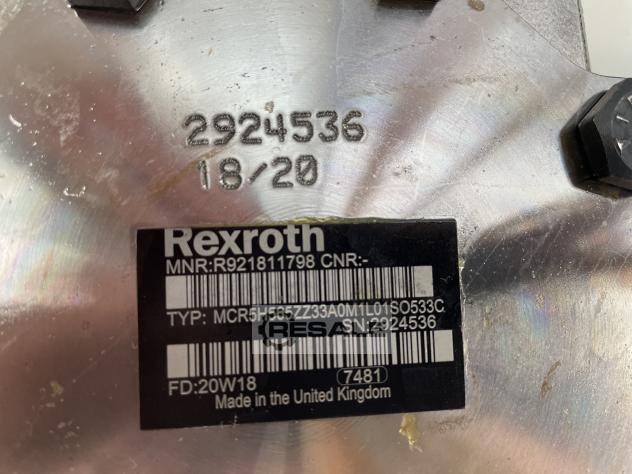 2924536
18/20
Rexroth
MNR:R921811798 CNR:-
TYP: MCR5H565ZZ33A0M1L01SO533C
SN:2924536
RESALE
FD:20W18 7481
Made in the United Kingdom